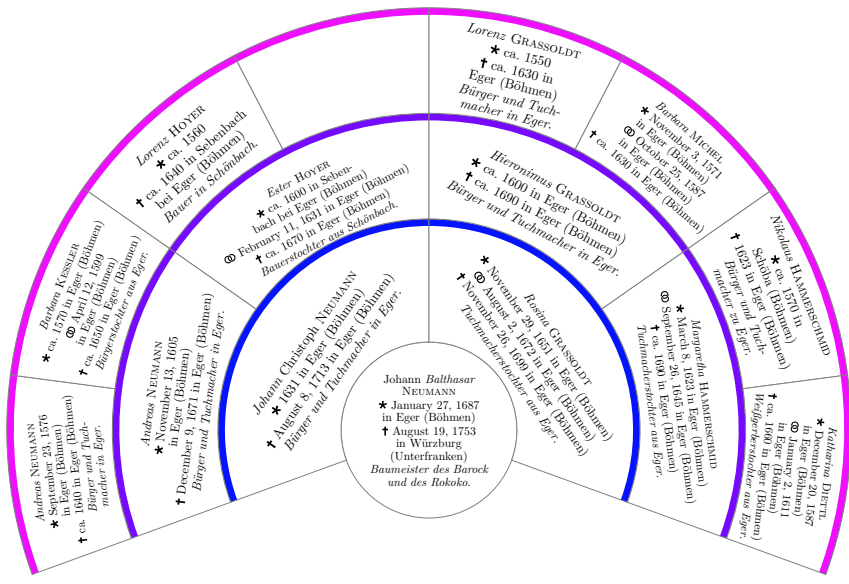 Johann Balthasar
NEUMANN
* January 27, 1687
in Eger (Böhmen)
† August 19, 1753
in Würzburg
(Unterfranken)
Baumeister des Barock
und des Rokoko.
Johann Christoph NEUMANN
* 1631 in Eger (Böhmen)
† August 8, 1713 in Eger (Böhmen)
Bürger und Tuchmacher in Eger.
Rosina GRASSOLDT
* November 29, 1651 in Eger (Böhmen)
⚭ August 2, 1672 in Eger (Böhmen)
† November 26, 1699 in Eger (Böhmen)
Tuchmacherstochter aus Eger.
Andreas NEUMANN
* November 13, 1605
in Eger (Böhmen)
† December 9, 1671 in Eger (Böhmen)
Bürger und Tuchmacher in Eger.
Ester HOYER
* ca. 1600 in Seben-
bach bei Eger (Böhmen)
⚭ February 11, 1631 in Eger (Böhmen)
† ca. 1670 in Eger (Böhmen)
Bauerstochter aus Schönbach.
Hieronimus GRASSOLDT
* ca. 1600 in Eger (Böhmen)
† ca. 1690 in Eger (Böhmen)
Bürger und Tuchmacher in Eger.
Margaretha HAMMERSCHMID
* March 8, 1623 in Eger (Böhmen)
⚭ September 26, 1645 in Eger (Böhmen)
† ca. 1690 in Eger (Böhmen)
Tuchmacherstochter aus Eger.
Andreas NEUMANN
* September 23, 1576
in Eger (Böhmen)
† ca. 1640 in Eger (Böhmen)
Bürger und Tuch-
macher in Eger.
Barbara KESSLER
* ca. 1570 in Eger (Böhmen)
⚭ April 12, 1599
in Eger (Böhmen)
† ca. 1650 in Eger (Böhmen)
Bürgerstochter aus Eger.
Lorenz HOYER
* ca. 1560
† ca. 1640 in Sebenbach
bei Eger (Böhmen)
Bauer in Schönbach.
Lorenz GRASSOLDT
* ca. 1550
† ca. 1630 in
Eger (Böhmen)
Bürger und Tuch-
macher in Eger.
Barbara MICHEL
* November 3, 1571
in Eger (Böhmen)
⚭ October 25, 1587
in Eger (Böhmen)
† ca. 1630 in Eger (Böhmen)
Nikolaus HAMMERSCHMID
* ca. 1570 in
Schöba (Böhmen)
† 1623 in Eger (Böhmen)
Bürger und Tuch-
macher zu Eger.
Katharina DIETTL
* December 20, 1587
in Eger (Böhmen)
⚭ January 2, 1611
in Eger (Böhmen)
† ca. 1660 in Eger (Böhmen)
Weißgerberstochter aus Eger.